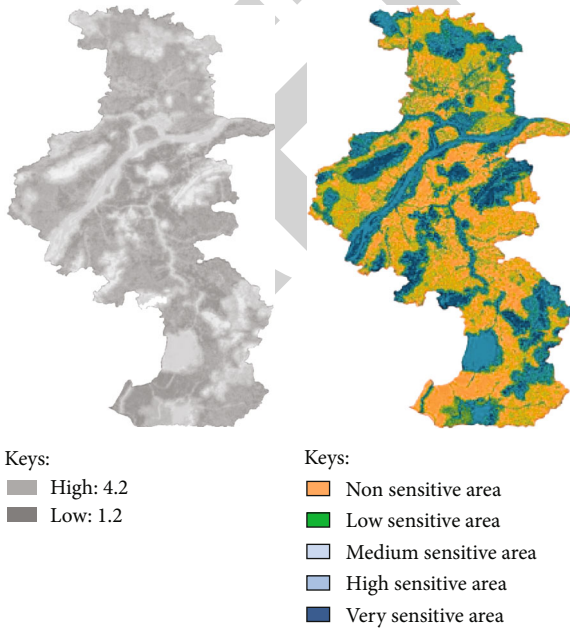 Keys:
High: 4.2
Low: 1.2
Keys:
Non sensitive area
Low sensitive area
Medium sensitive area
High sensitive area
Very sensitive area